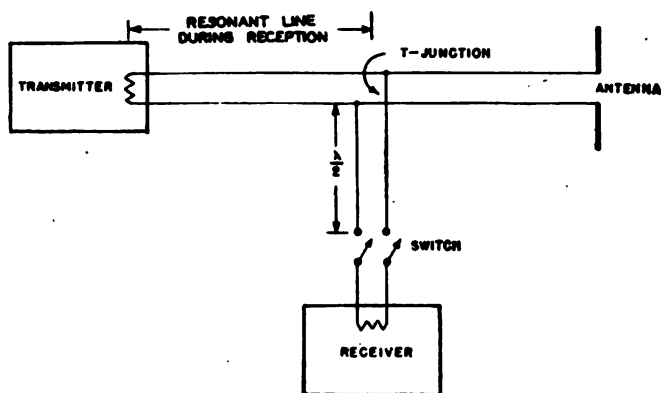 RESONANT LINE
DURING RECEPTION
T-JUNCTION
TRANSMITTER
ANTENNA
λ/2
SWITCH
RECEIVER